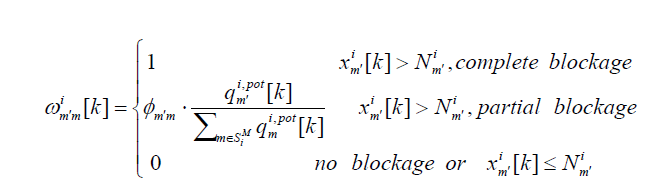 1 x^i_{m'}[k] > N^i_{m'}, complete blockage
ω^i_{m'm}[k] = { φ_{m'm} · q^{i,pot}_{m'}[k] / ∑_{m∈S^M_i} q^{i,pot}_m[k] x^i_{m'}[k] > N^i_{m'}, partial blockage
0 no blockage or x^i_{m'}[k] ≤ N^i_{m'}